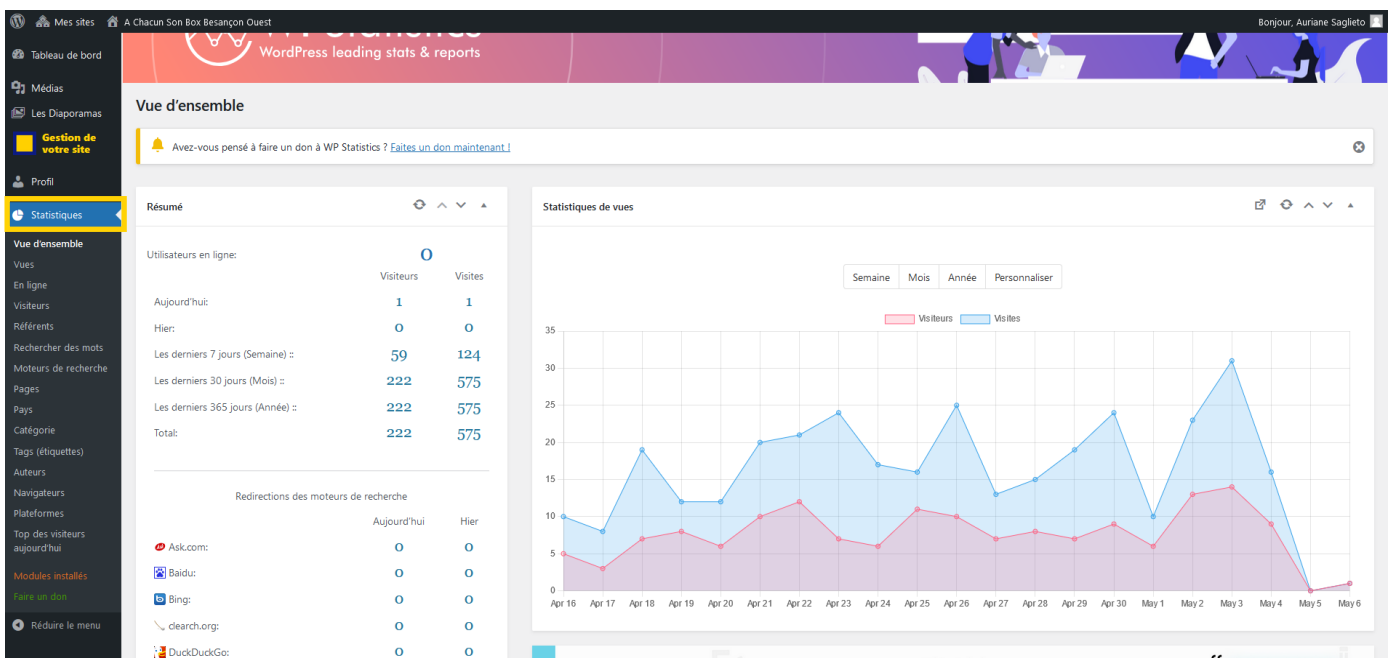 Mes sites A Chacun Son Box Besançon Ouest Bonjour, Auriane Saglieto
WordPress leading stats & reports
Tableau de bord
Médias
Les Diaporamas
Gestion de
votre site
Profil
Statistiques
Vue d'ensemble
Vues
En ligne
Visiteurs
Référents
Rechercher des mots
Moteurs de recherche
Pages
Pays
Catégorie
Tags (étiquettes)
Auteurs
Navigateurs
Plateformes
Top des visiteurs
aujourd'hui
Modules installés
Faire un don
Réduire le menu
Vue d'ensemble
Avez-vous pensé à faire un don à WP Statistics ? Faites un don maintenant !
Résumé
Utilisateurs en ligne: 0
Visiteurs Visites
Aujourd'hui: 1 1
Hier: 0 0
Les derniers 7 jours (Semaine) :: 59 124
Les derniers 30 jours (Mois) :: 222 575
Les derniers 365 jours (Année) :: 222 575
Total: 222 575
Redirections des moteurs de recherche
Aujourd'hui Hier
Ask.com: 0 0
Baidu: 0 0
Bing: 0 0
clearch.org: 0 0
DuckDuckGo: 0 0
Statistiques de vues
Semaine Mois Année Personnaliser
Visiteurs Visites
35
30
25
20
15
10
5
0
Apr 16 Apr 17 Apr 18 Apr 19 Apr 20 Apr 21 Apr 22 Apr 23 Apr 24 Apr 25 Apr 26 Apr 27 Apr 28 Apr 29 Apr 30 May 1 May 2 May 3 May 4 May 5 May 6